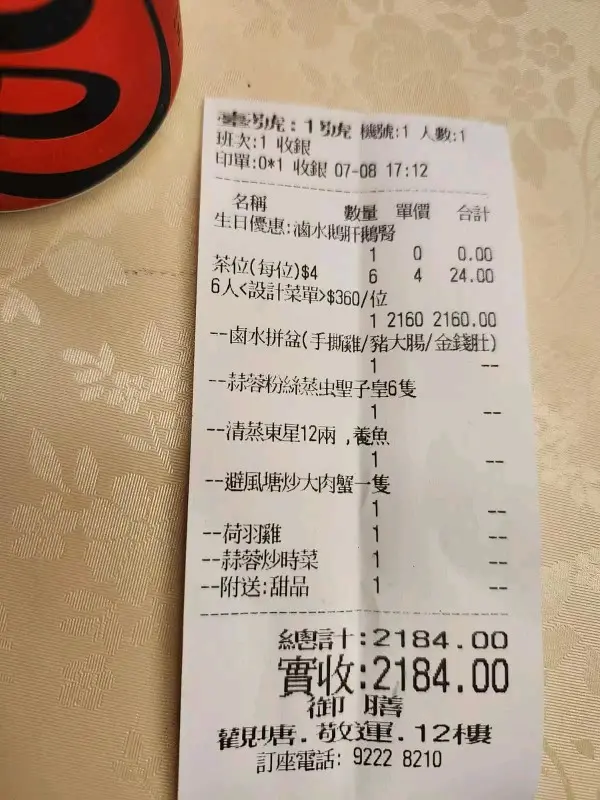 臺號:1號 機號:1 人數:1
班次:1 收銀
印單:0*1 收銀 07-08 17:12
名稱 數量 單價 合計
生日優惠:滷水鵝肝鵝腎
1 0 0.00
茶位(每位)$4 6 4 24.00
6人<設計菜單>$360/位
1 2160 2160.00
--滷水拼盆(手撕雞/豬大腸/金錢肚)
1 --
--蒜蓉粉絲蒸虫聖子皇6隻
1 --
--清蒸東星12兩 ,養魚
1 --
--避風塘炒大肉蟹一隻
1 --
--荷羽雞 1 --
--蒜蓉炒時菜 1 --
--附送:甜品 1 --
總計:2184.00
實收:2184.00
御膳
觀塘.敬運.12樓
訂座電話: 9222 8210